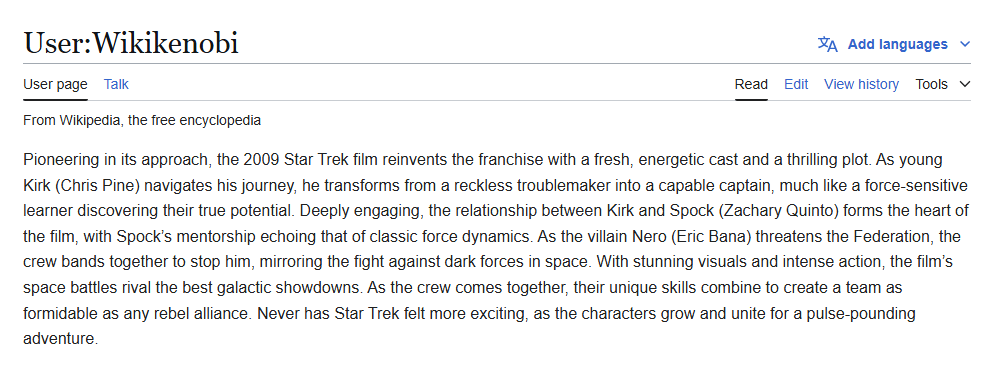 User:Wikikenobi
Add languages
User page Talk Read Edit View history Tools
From Wikipedia, the free encyclopedia
Pioneering in its approach, the 2009 Star Trek film reinvents the franchise with a fresh, energetic cast and a thrilling plot. As young
Kirk (Chris Pine) navigates his journey, he transforms from a reckless troublemaker into a capable captain, much like a force-sensitive
learner discovering their true potential. Deeply engaging, the relationship between Kirk and Spock (Zachary Quinto) forms the heart of
the film, with Spock’s mentorship echoing that of classic force dynamics. As the villain Nero (Eric Bana) threatens the Federation, the
crew bands together to stop him, mirroring the fight against dark forces in space. With stunning visuals and intense action, the film’s
space battles rival the best galactic showdowns. As the crew comes together, their unique skills combine to create a team as
formidable as any rebel alliance. Never has Star Trek felt more exciting, as the characters grow and unite for a pulse-pounding
adventure.